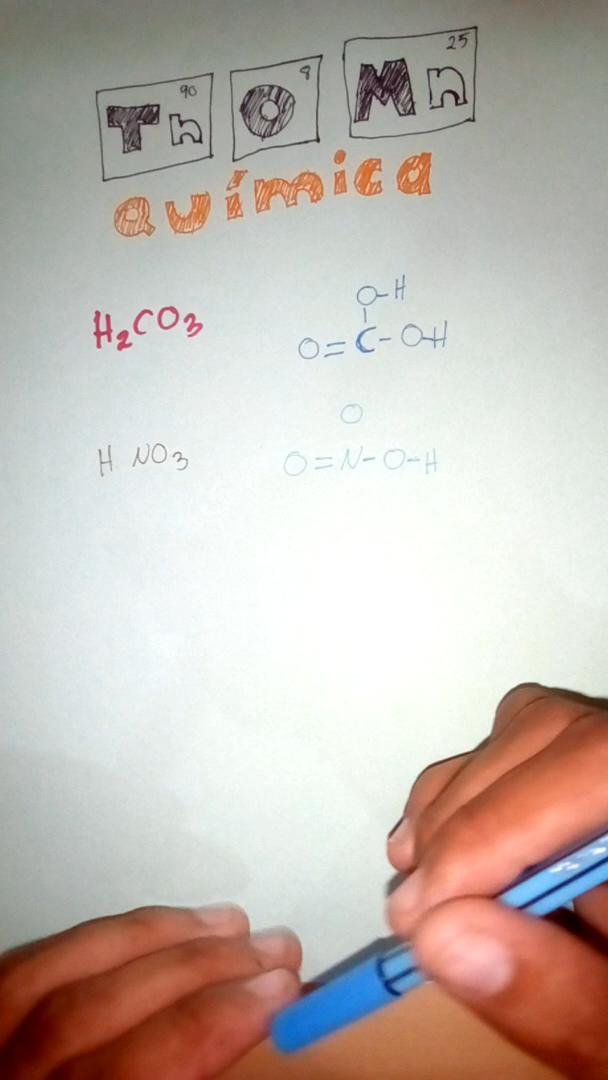 90 8 25
Th O Mn
química
O-H
H₂CO₃ O=C-OH
O
H NO₃ O=N-O-H